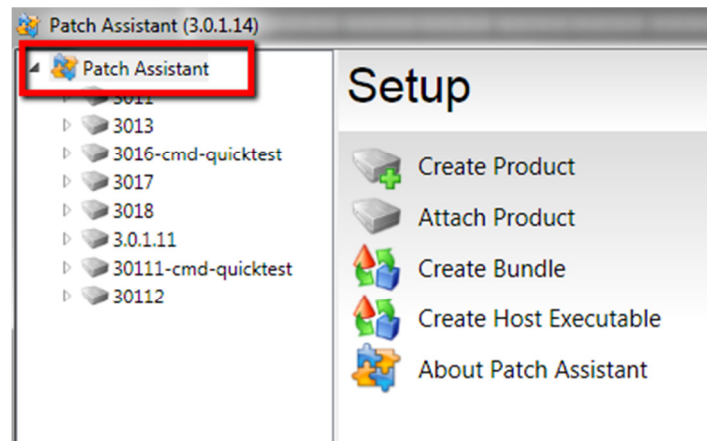 Patch Assistant (3.0.1.14)
Patch Assistant
3011
3013
3016-cmd-quicktest
3017
3018
3.0.1.11
30111-cmd-quicktest
30112
Setup
Create Product
Attach Product
Create Bundle
Create Host Executable
About Patch Assistant